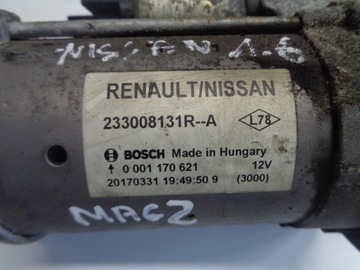 NISSAN 1.6
RENAULT/NISSAN
233008131R--A L78
BOSCH Made in Hungary
0 001 170 621 12V
20170331 19:49:50 9 (3000)
MA6Z